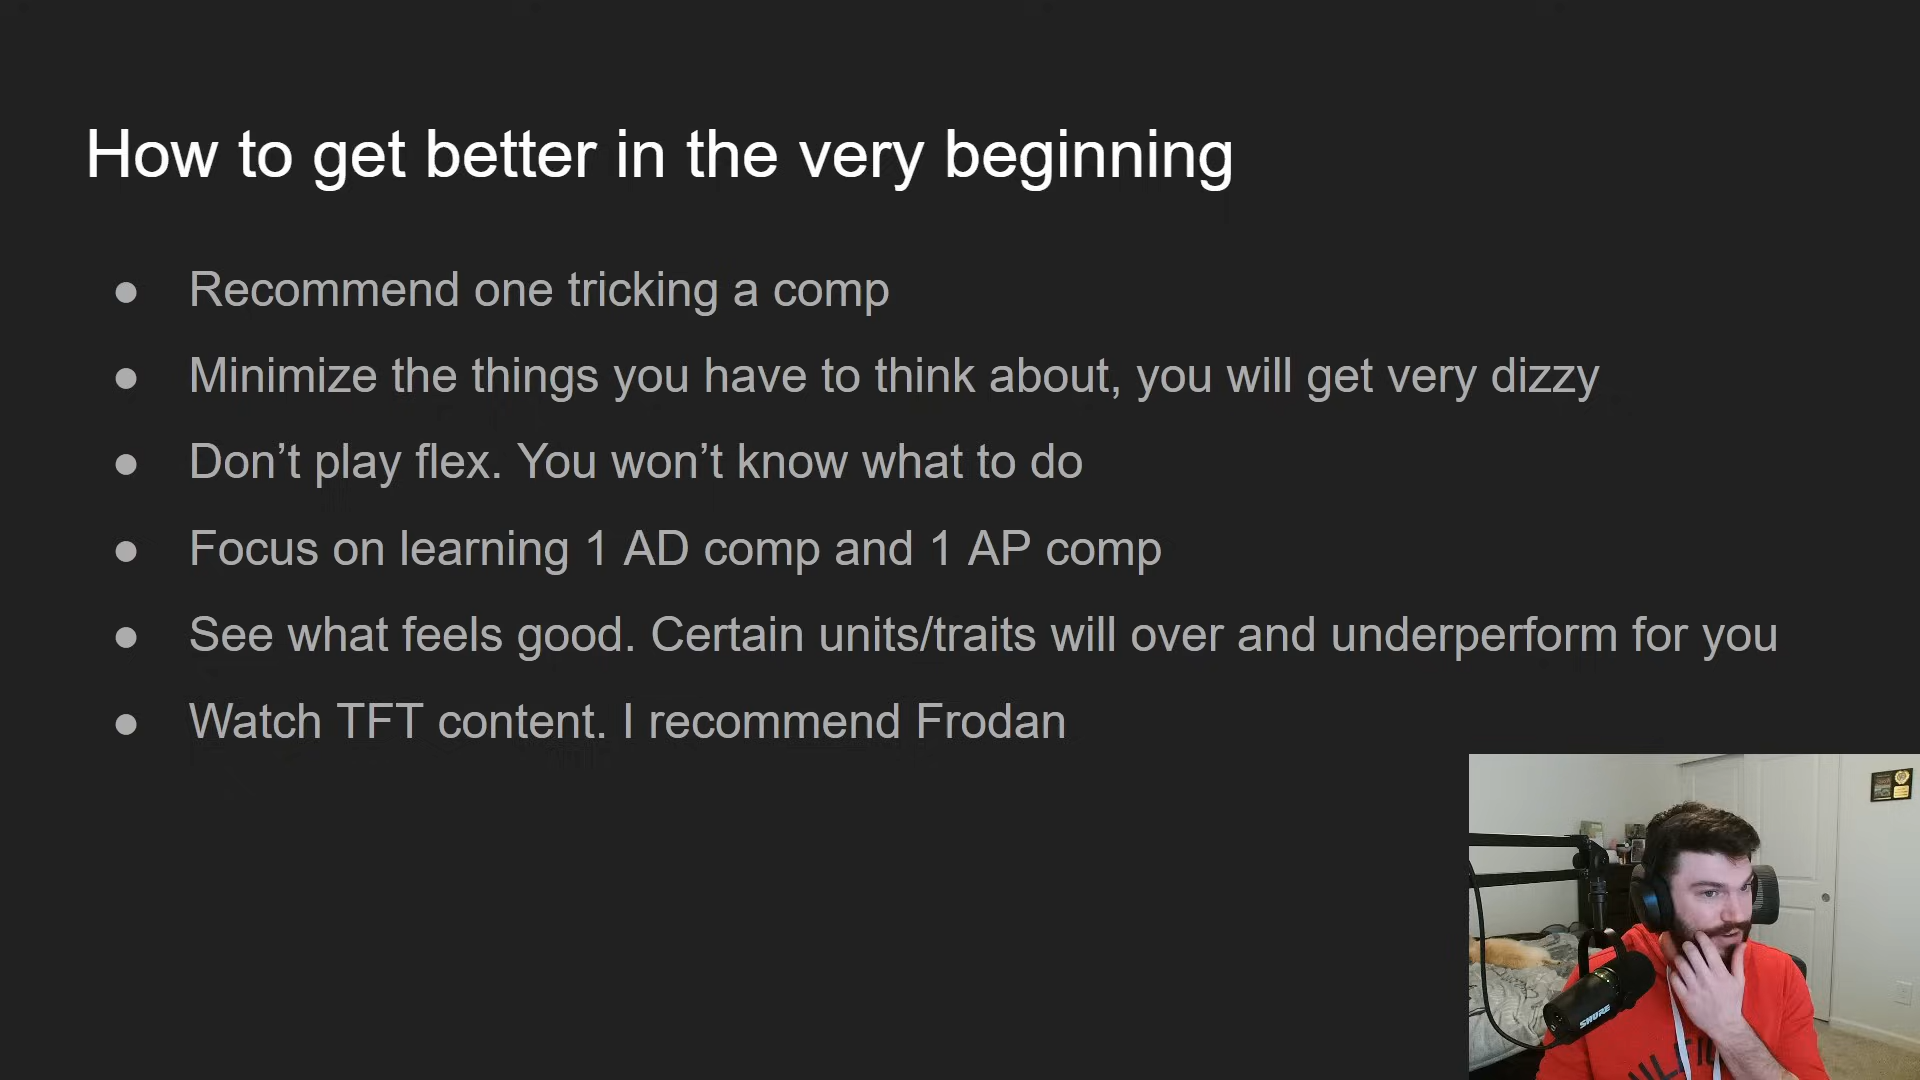 How to get better in the very beginning
● Recommend one tricking a comp
● Minimize the things you have to think about, you will get very dizzy
● Don’t play flex. You won’t know what to do
● Focus on learning 1 AD comp and 1 AP comp
● See what feels good. Certain units/traits will over and underperform for you
● Watch TFT content. I recommend Frodan
SHURE